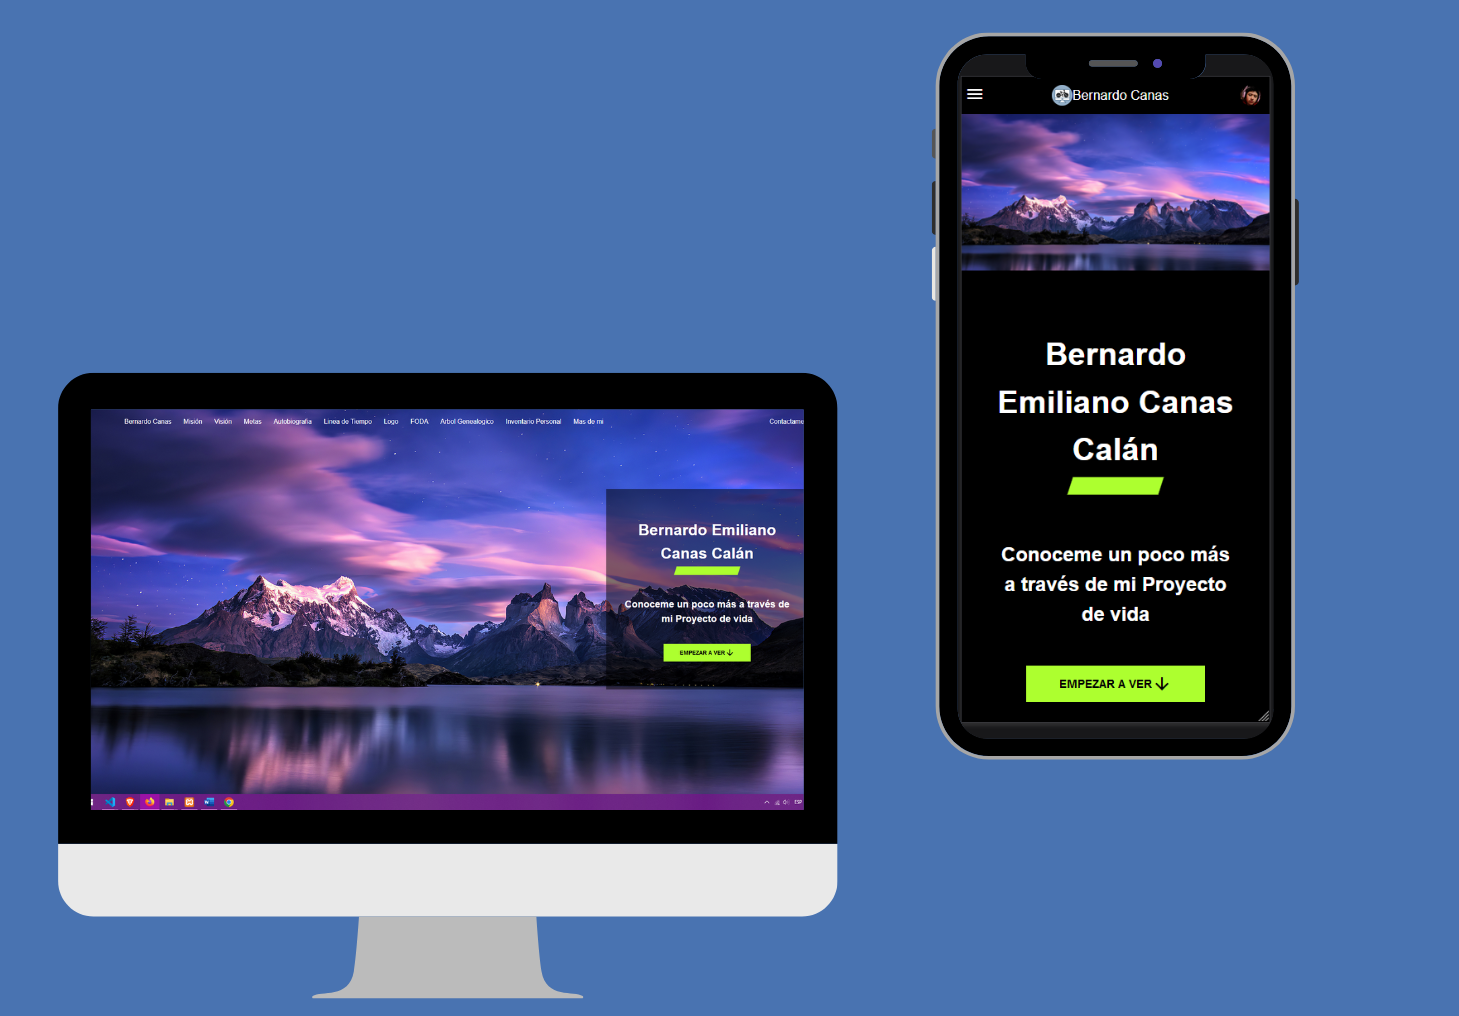 Bernardo Canas Misión Visión Metas Autobiografía Linea de Tiempo Logo FODA Arbol Genealogico Inventario Personal Mas de mi Contactame
Bernardo Emiliano
Canas Calán
Conoceme un poco más a través de
mi Proyecto de vida
EMPEZAR A VER
ESP
Bernardo Canas
Bernardo
Emiliano Canas
Calán
Conoceme un poco más
a través de mi Proyecto
de vida
EMPEZAR A VER